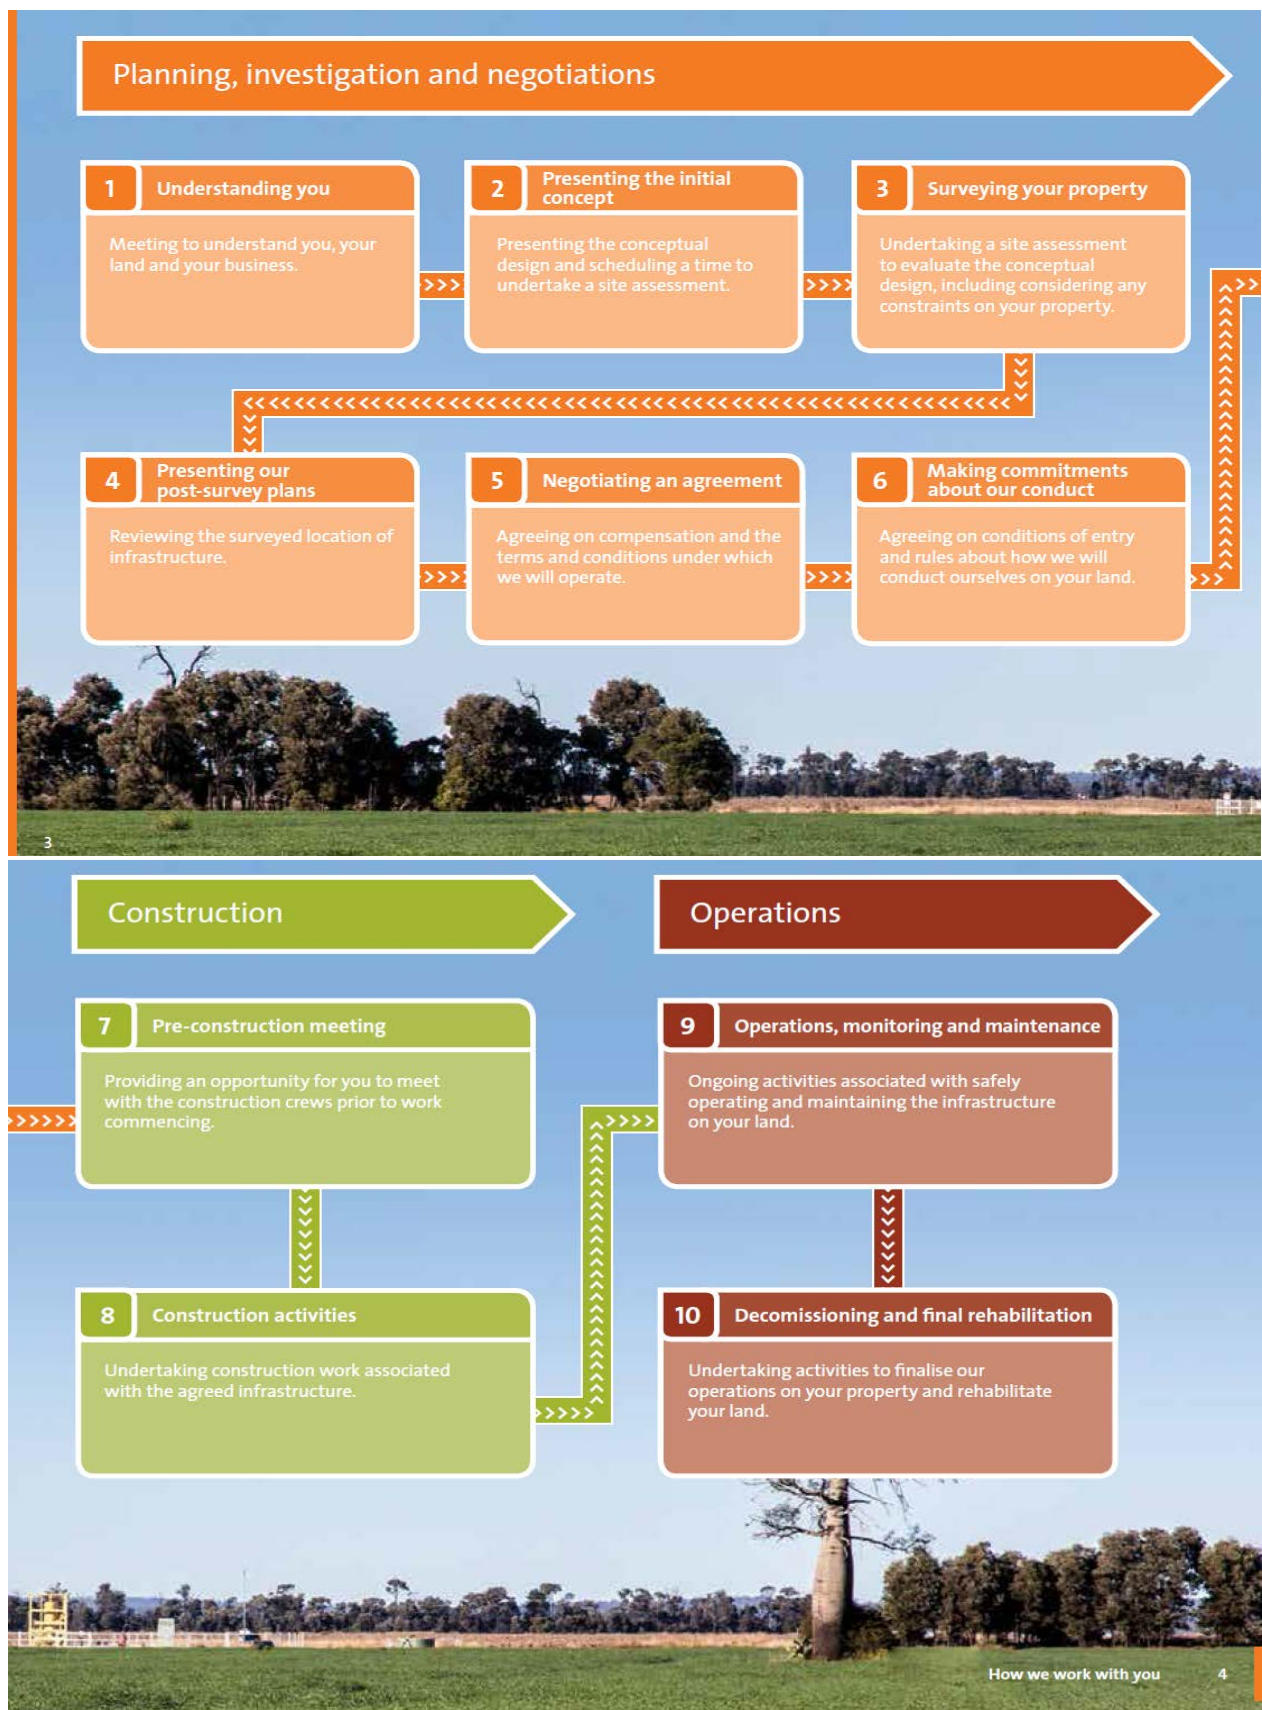 Planning, investigation and negotiations
1 Understanding you
Meeting to understand you, your
land and your business.
2 Presenting the initial
concept
Presenting the conceptual
design and scheduling a time to
undertake a site assessment.
3 Surveying your property
Undertaking a site assessment
to evaluate the conceptual
design, including considering any
constraints on your property.
4 Presenting our
post-survey plans
Reviewing the surveyed location of
infrastructure.
5 Negotiating an agreement
Agreeing on compensation and the
terms and conditions under which
we will operate.
6 Making commitments
about our conduct
Agreeing on conditions of entry
and rules about how we will
conduct ourselves on your land.
3
Construction
7 Pre-construction meeting
Providing an opportunity for you to meet
with the construction crews prior to work
commencing.
8 Construction activities
Undertaking construction work associated
with the agreed infrastructure.
Operations
9 Operations, monitoring and maintenance
Ongoing activities associated with safely
operating and maintaining the infrastructure
on your land.
10 Decomissioning and final rehabilitation
Undertaking activities to finalise our
operations on your property and rehabilitate
your land.
How we work with you 4